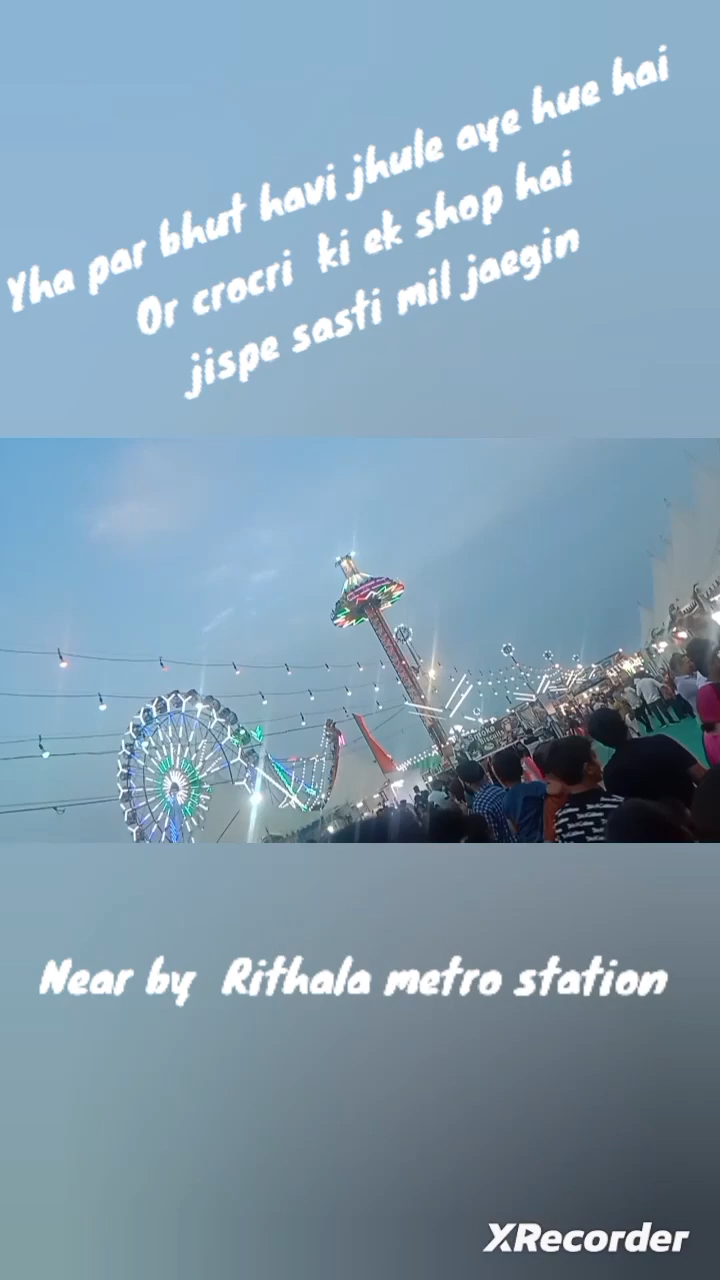 Yha par bhut havi jhule aye hue hai
Or crocri ki ek shop hai
jispe sasti mil jaegin
Near by Rithala metro station
XRecorder